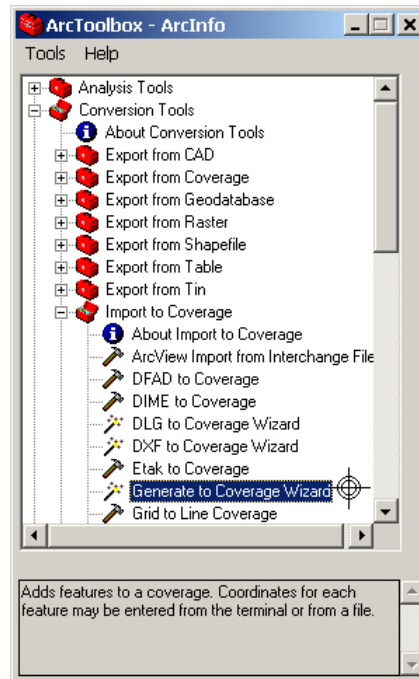 ArcToolbox - ArcInfo
Tools Help
Analysis Tools
Conversion Tools
About Conversion Tools
Export from CAD
Export from Coverage
Export from Geodatabase
Export from Raster
Export from Shapefile
Export from Table
Export from Tin
Import to Coverage
About Import to Coverage
ArcView Import from Interchange File
DFAD to Coverage
DIME to Coverage
DLG to Coverage Wizard
DXF to Coverage Wizard
Etak to Coverage
Generate to Coverage Wizard
Grid to Line Coverage
Adds features to a coverage. Coordinates for each
feature may be entered from the terminal or from a file.